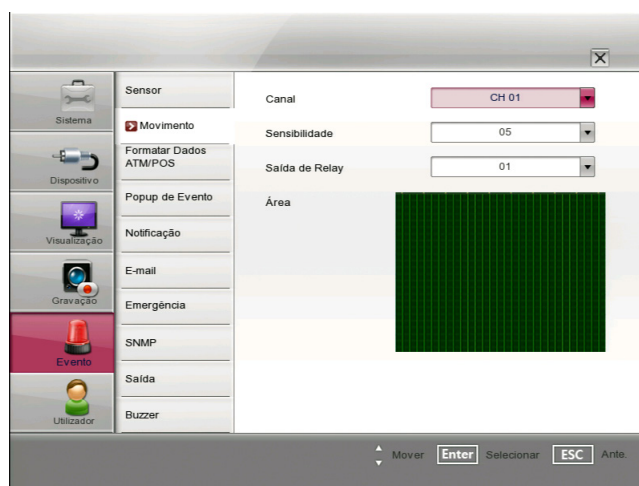 Sistema
Dispositivo
Visualização
Gravação
Evento
Utilizador
Sensor
Movimento
Formatar Dados
ATM/POS
Popup de Evento
Notificação
E-mail
Emergência
SNMP
Saída
Buzzer
Canal CH 01
Sensibilidade 05
Saída de Relay 01
Área
Mover Enter Selecionar ESC Ante.